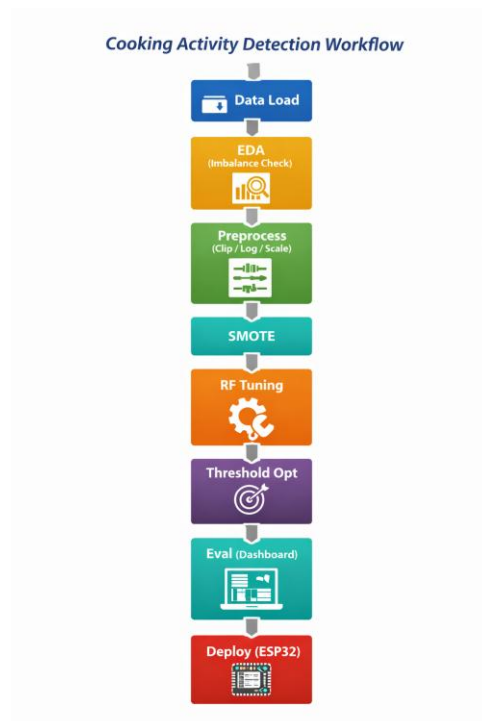 Cooking Activity Detection Workflow
Data Load
EDA
(Imbalance Check)
Preprocess
(Clip / Log / Scale)
SMOTE
RF Tuning
Threshold Opt
Eval (Dashboard)
Deploy (ESP32)